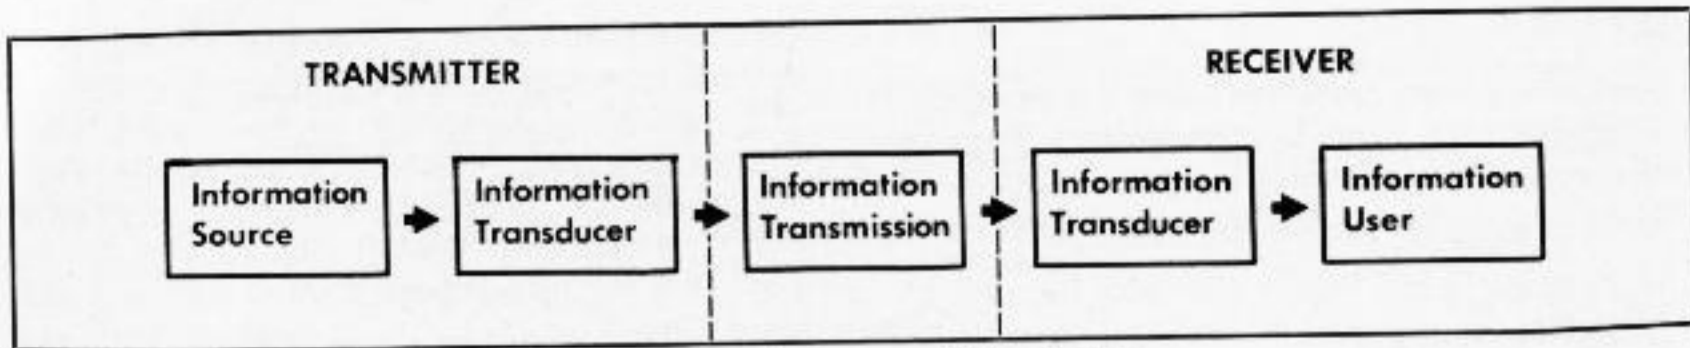 TRANSMITTER
RECEIVER
Information
Source
Information
Transducer
Information
Transmission
Information
Transducer
Information
User